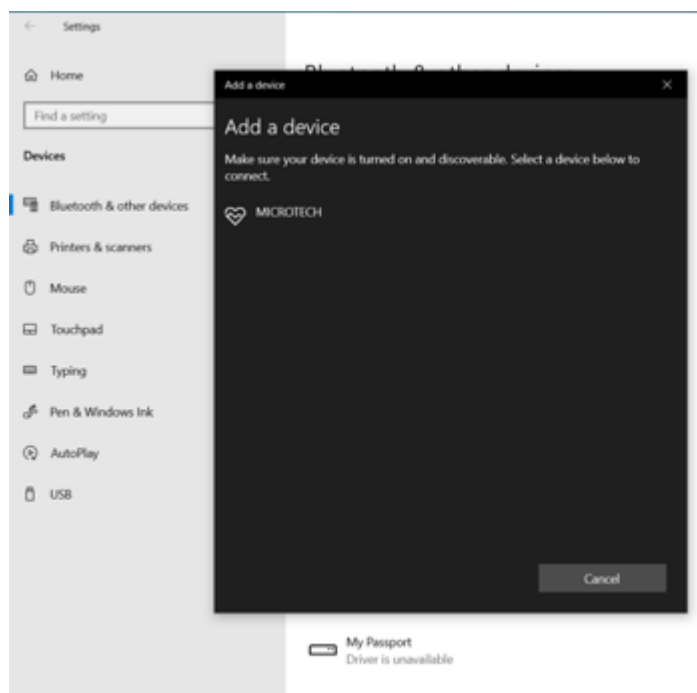 Settings
Home
Find a setting
Devices
Bluetooth & other devices
Printers & scanners
Mouse
Touchpad
Typing
Pen & Windows Ink
AutoPlay
USB
Add a device
Add a device
Make sure your device is turned on and discoverable. Select a device below to
connect.
MICROTECH
Cancel
My Passport
Driver is unavailable